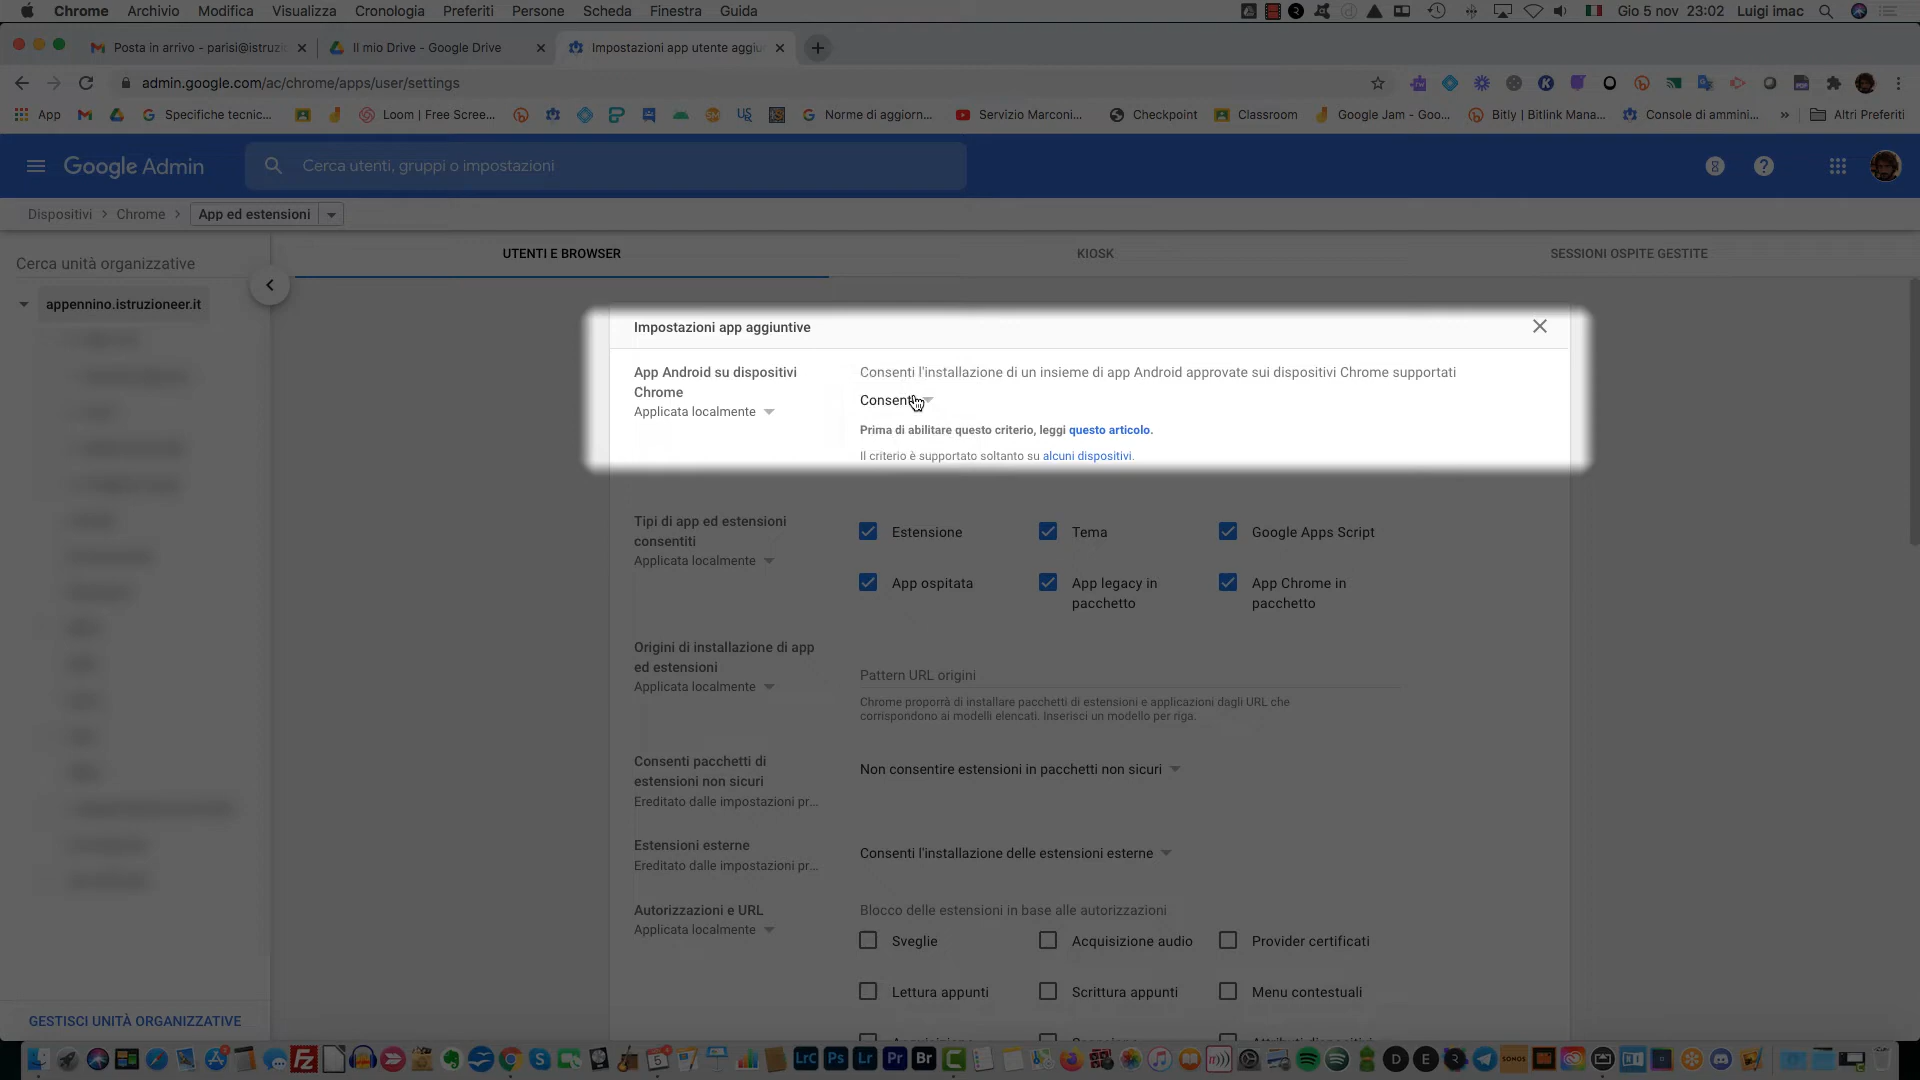 Chrome Archivio Modifica Visualizza Cronologia Preferiti Persone Scheda Finestra Guida Gio 5 nov 23:02 Luigi imac
Posta in arrivo - parisi@istruzio
Il mio Drive - Google Drive
Impostazioni app utente aggiu
admin.google.com/ac/chrome/apps/user/settings
App Specifiche tecnic... Loom | Free Scree... Norme di aggiorn... Servizio Marconi... Checkpoint Classroom Google Jam - Goo... Bitly | Bitlink Mana... Console di ammini... » Altri Preferiti
Google Admin
Cerca utenti, gruppi o impostazioni
Dispositivi > Chrome > App ed estensioni
Cerca unità organizzative
appennino.istruzioneer.it
GESTISCI UNITÀ ORGANIZZATIVE
UTENTI E BROWSER KIOSK SESSIONI OSPITE GESTITE
Impostazioni app aggiuntive
App Android su dispositivi
Chrome
Applicata localmente
Consenti l'installazione di un insieme di app Android approvate sui dispositivi Chrome supportati
Prima di abilitare questo criterio, leggi questo articolo.
Il criterio è supportato soltanto su alcuni dispositivi.
Tipi di app ed estensioni
consentiti
Applicata localmente
Estensione Tema Google Apps Script
App ospitata App legacy in
pacchetto
App Chrome in
pacchetto
Origini di installazione di app
ed estensioni
Applicata localmente
Pattern URL origini
Chrome proporrà di installare pacchetti di estensioni e applicazioni dagli URL che
corrispondono ai modelli elencati. Inserisci un modello per riga.
Consenti pacchetti di
estensioni non sicuri
Ereditato dalle impostazioni pr...
Non consentire estensioni in pacchetti non sicuri
Estensioni esterne
Ereditato dalle impostazioni pr...
Consenti l'installazione delle estensioni esterne
Autorizzazioni e URL
Applicata localmente
Blocco delle estensioni in base alle autorizzazioni
Sveglie Acquisizione audio Provider certificati
Lettura appunti Scrittura appunti Menu contestuali
LrC Ps Lr Pr Br
SONOS